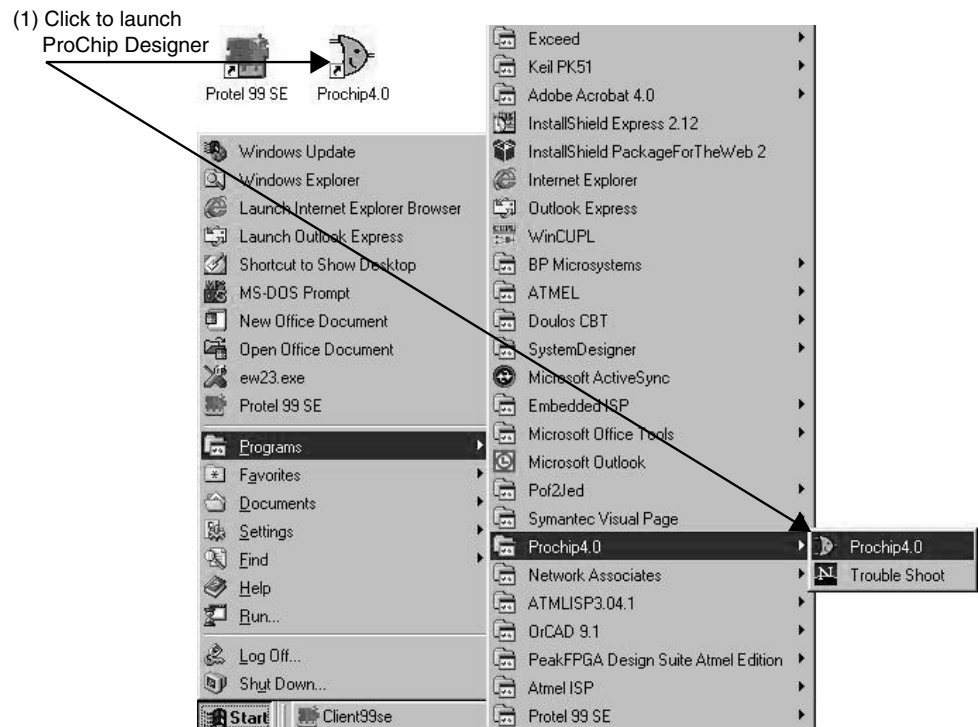 (1) Click to launch
ProChip Designer
Protel 99 SE
Prochip4.0
Windows Update
Windows Explorer
Launch Internet Explorer Browser
Launch Outlook Express
Shortcut to Show Desktop
MS-DOS Prompt
New Office Document
Open Office Document
ew23.exe
Protel 99 SE
Programs
Favorites
Documents
Settings
Find
Help
Run...
Log Off...
Shut Down...
Start
Client99se
Exceed
Keil PK51
Adobe Acrobat 4.0
InstallShield Express 2.12
InstallShield PackageForTheWeb 2
Internet Explorer
Outlook Express
CUPL WinCUPL
BP Microsystems
ATMEL
Doulos CBT
SystemDesigner
Microsoft ActiveSync
Embedded ISP
Microsoft Office Tools
Microsoft Outlook
Pof2Jed
Symantec Visual Page
Prochip4.0
Network Associates
ATMLISP3.04.1
OrCAD 9.1
PeakFPGA Design Suite Atmel Edition
Atmel ISP
Protel 99 SE
Prochip4.0
N Trouble Shoot